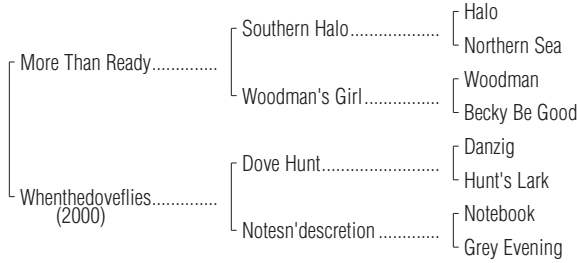 Halo
Southern Halo...................
Northern Sea
More Than Ready..............
Woodman
Woodman's Girl................
Becky Be Good
Danzig
Dove Hunt.........................
Hunt's Lark
Whenthedoveflies..............
(2000)
Notebook
Notesn'descretion .............
Grey Evening